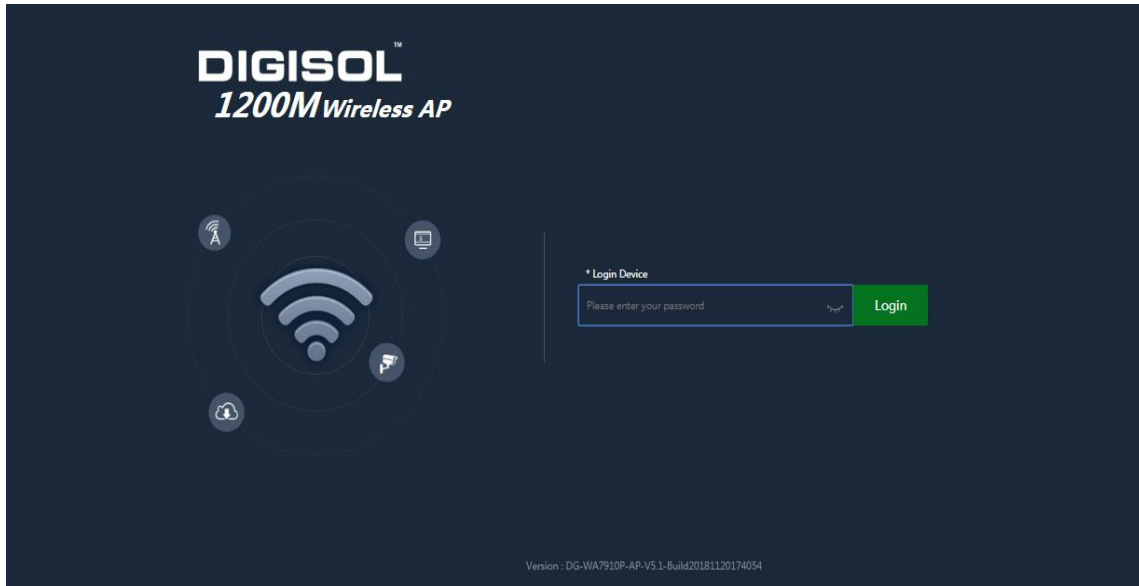 DIGISOL™
1200M Wireless AP
* Login Device
Please enter your password
Login
Version : DG-WA7910P-AP-V5.1-Build20181120174054